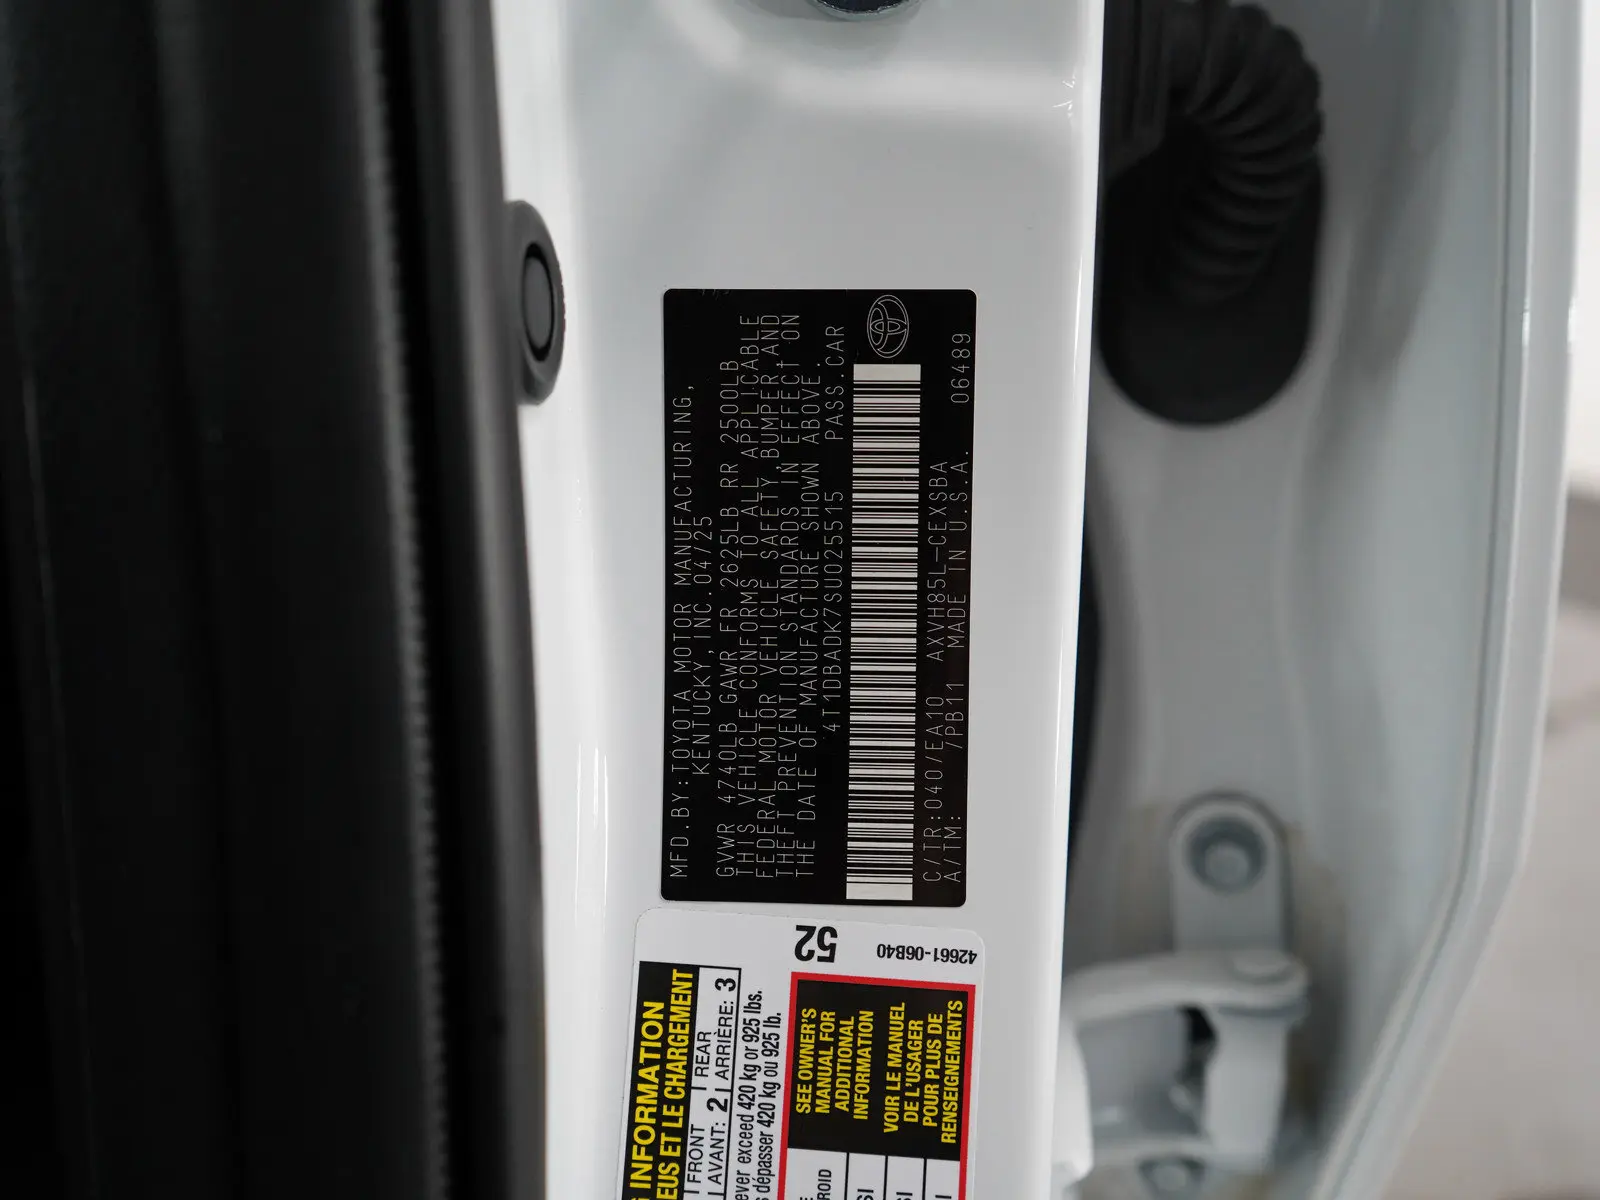 MFD.BY:TOYOTA MOTOR MANUFACTURING,
KENTUCKY,INC. 04/25
GVWR 4740LB GAWR FR 2625LB RR 2500LB
THIS VEHICLE CONFORMS TO ALL APPLICABLE
FEDERAL MOTOR VEHICLE SAFETY,BUMPER,AND
THEFT PREVENTION STANDARDS IN EFFECT ON
THE DATE OF MANUFACTURE SHOWN ABOVE.
4T1DBADK7SU025515 PASS.CAR
C/TR:040/EA10 AXVH85L-CEXSBA
A/TM: /PB11 MADE IN U.S.A. 06489
52
42661-06B40
INFORMATION
ET LE CHARGEMENT
FRONT REAR
AVANT: 2 ARRIÈRE: 3
exceed 420 kg or 925 lbs.
dépasser 420 kg ou 925 lb.
SEE OWNER'S
MANUAL FOR
ADDITIONAL
INFORMATION
VOIR LE MANUEL
DE L'USAGER
POUR PLUS DE
RENSEIGNEMENTS